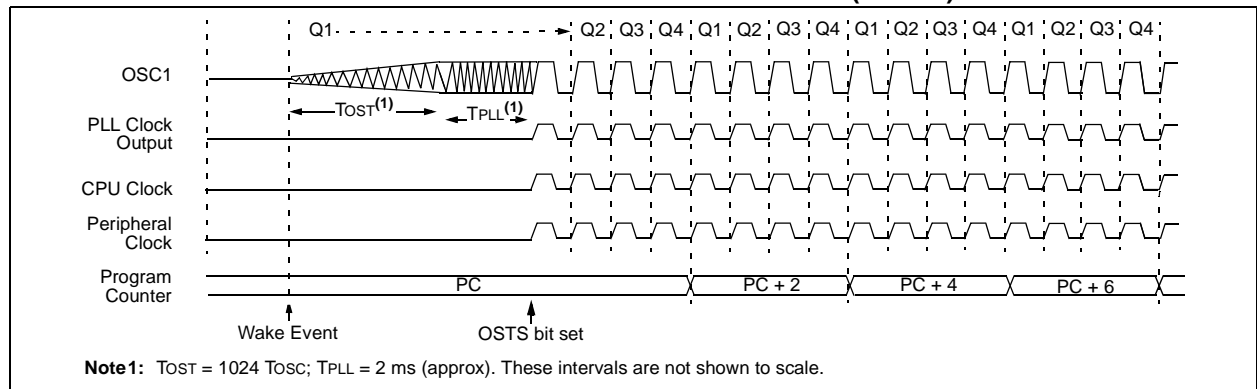 Q1 Q2 Q3 Q4 Q1 Q2 Q3 Q4 Q1 Q2 Q3 Q4 Q1 Q2 Q3 Q4
OSC1
TOST(1) TPLL(1)
PLL Clock
Output
CPU Clock
Peripheral
Clock
Program
Counter
PC PC + 2 PC + 4 PC + 6
Wake Event OSTS bit set
Note1: TOST = 1024 TOSC; TPLL = 2 ms (approx). These intervals are not shown to scale.